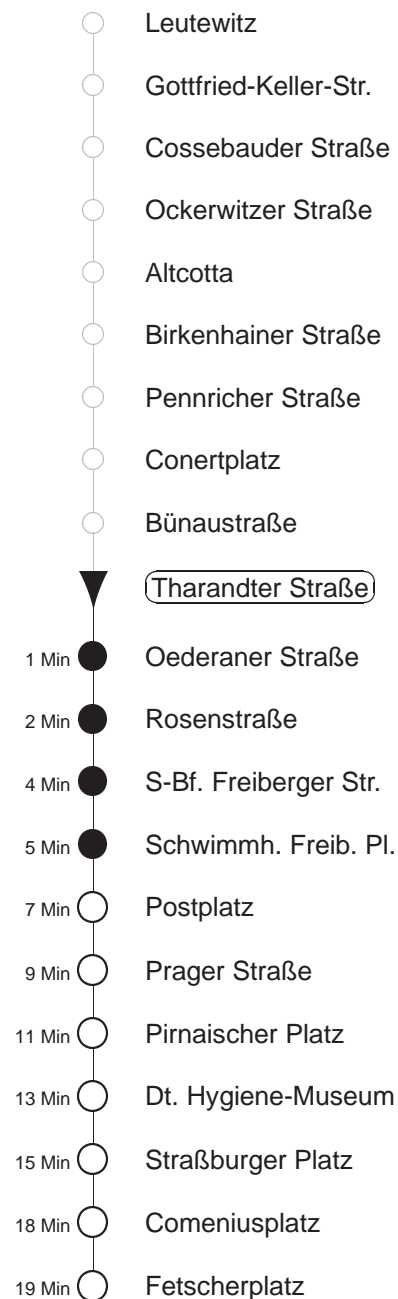 Leutewitz
Gottfried-Keller-Str.
Cossebauder Straße
Ockerwitzer Straße
Altcotta
Birkenhainer Straße
Pennricher Straße
Conertplatz
Bünaustraße
Tharandter Straße
1 Min Oederaner Straße
2 Min Rosenstraße
4 Min S-Bf. Freiberger Str.
5 Min Schwimmh. Freib. Pl.
7 Min Postplatz
9 Min Prager Straße
11 Min Pirnaischer Platz
13 Min Dt. Hygiene-Museum
15 Min Straßburger Platz
18 Min Comeniusplatz
19 Min Fetscherplatz